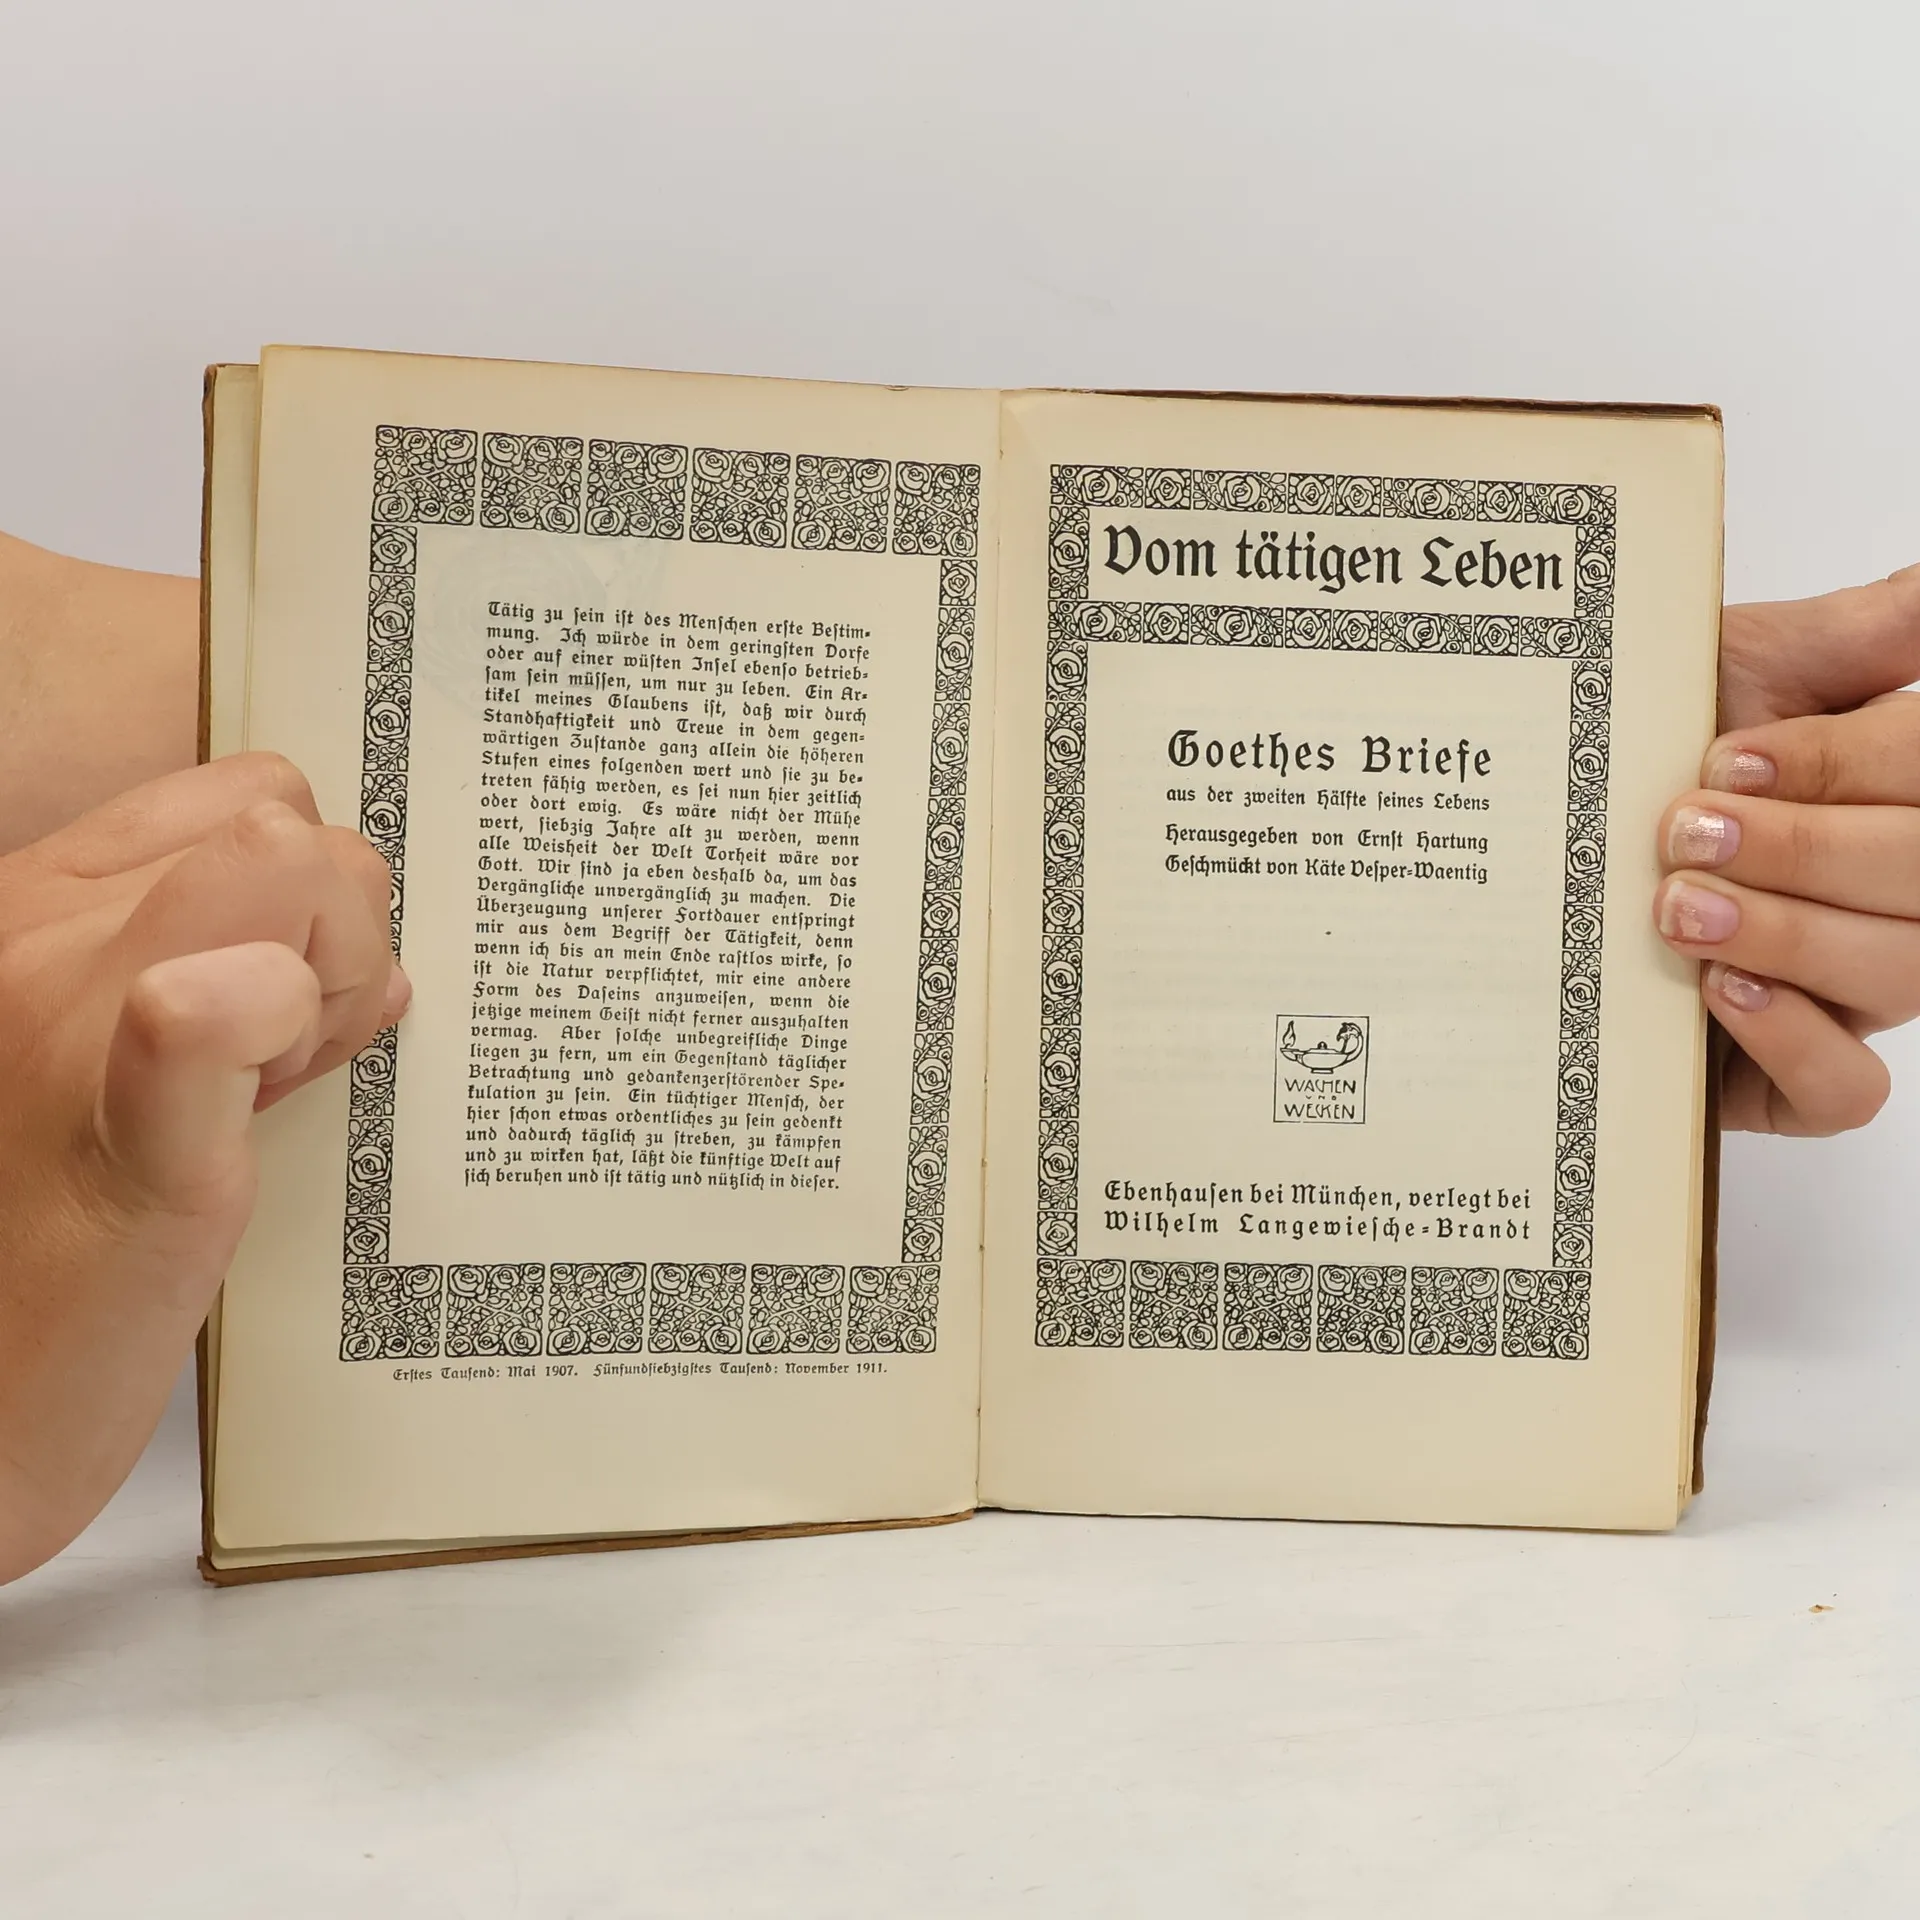 Tätig zu ſein iſt des Menſchen erſte Beſtim-
mung. Ich würde in dem geringſten Dorfe
oder auf einer wüſten Inſel ebenſo betrieb-
ſam ſein müſſen, um nur zu leben. Ein Ar-
tikel meines Glaubens iſt, daß wir durch
Standhaftigkeit und Treue in dem gegen-
wärtigen Zuſtande ganz allein die höheren
Stufen eines folgenden wert und ſie zu be-
treten fähig werden, es ſei nun hier zeitlich
oder dort ewig. Es wäre nicht der Mühe
wert, ſiebzig Jahre alt zu werden, wenn
alle Weisheit der Welt Torheit wäre vor
Gott. Wir ſind ja eben deshalb da, um das
Vergängliche unvergänglich zu machen. Die
Überzeugung unſerer Fortdauer entſpringt
mir aus dem Begriff der Tätigkeit, denn
wenn ich bis an mein Ende raſtlos wirke, ſo
iſt die Natur verpflichtet, mir eine andere
Form des Daſeins anzuweiſen, wenn die
jetzige meinem Geiſt nicht ferner auszuhalten
vermag. Aber ſolche unbegreifliche Dinge
liegen zu fern, um ein Gegenſtand täglicher
Betrachtung und gedankenzerſtörender Spe-
kulation zu ſein. Ein tüchtiger Menſch, der
hier ſchon etwas ordentliches zu ſein gedenkt
und dadurch täglich zu ſtreben, zu kämpfen
und zu wirken hat, läßt die künftige Welt auf
ſich beruhen und iſt tätig und nützlich in dieſer.
Erſtes Tauſend: Mai 1907. Fünfundſiebzigſtes Tauſend: November 1911.
Vom tätigen Leben
Goethes Briefe
aus der zweiten Hälfte ſeines Lebens
Herausgegeben von Ernſt Hartung
Geſchmückt von Käte Veſper-Waentig
WACHEN
UND
WECKEN
Ebenhauſen bei München, verlegt bei
Wilhelm Langewieſche-Brandt